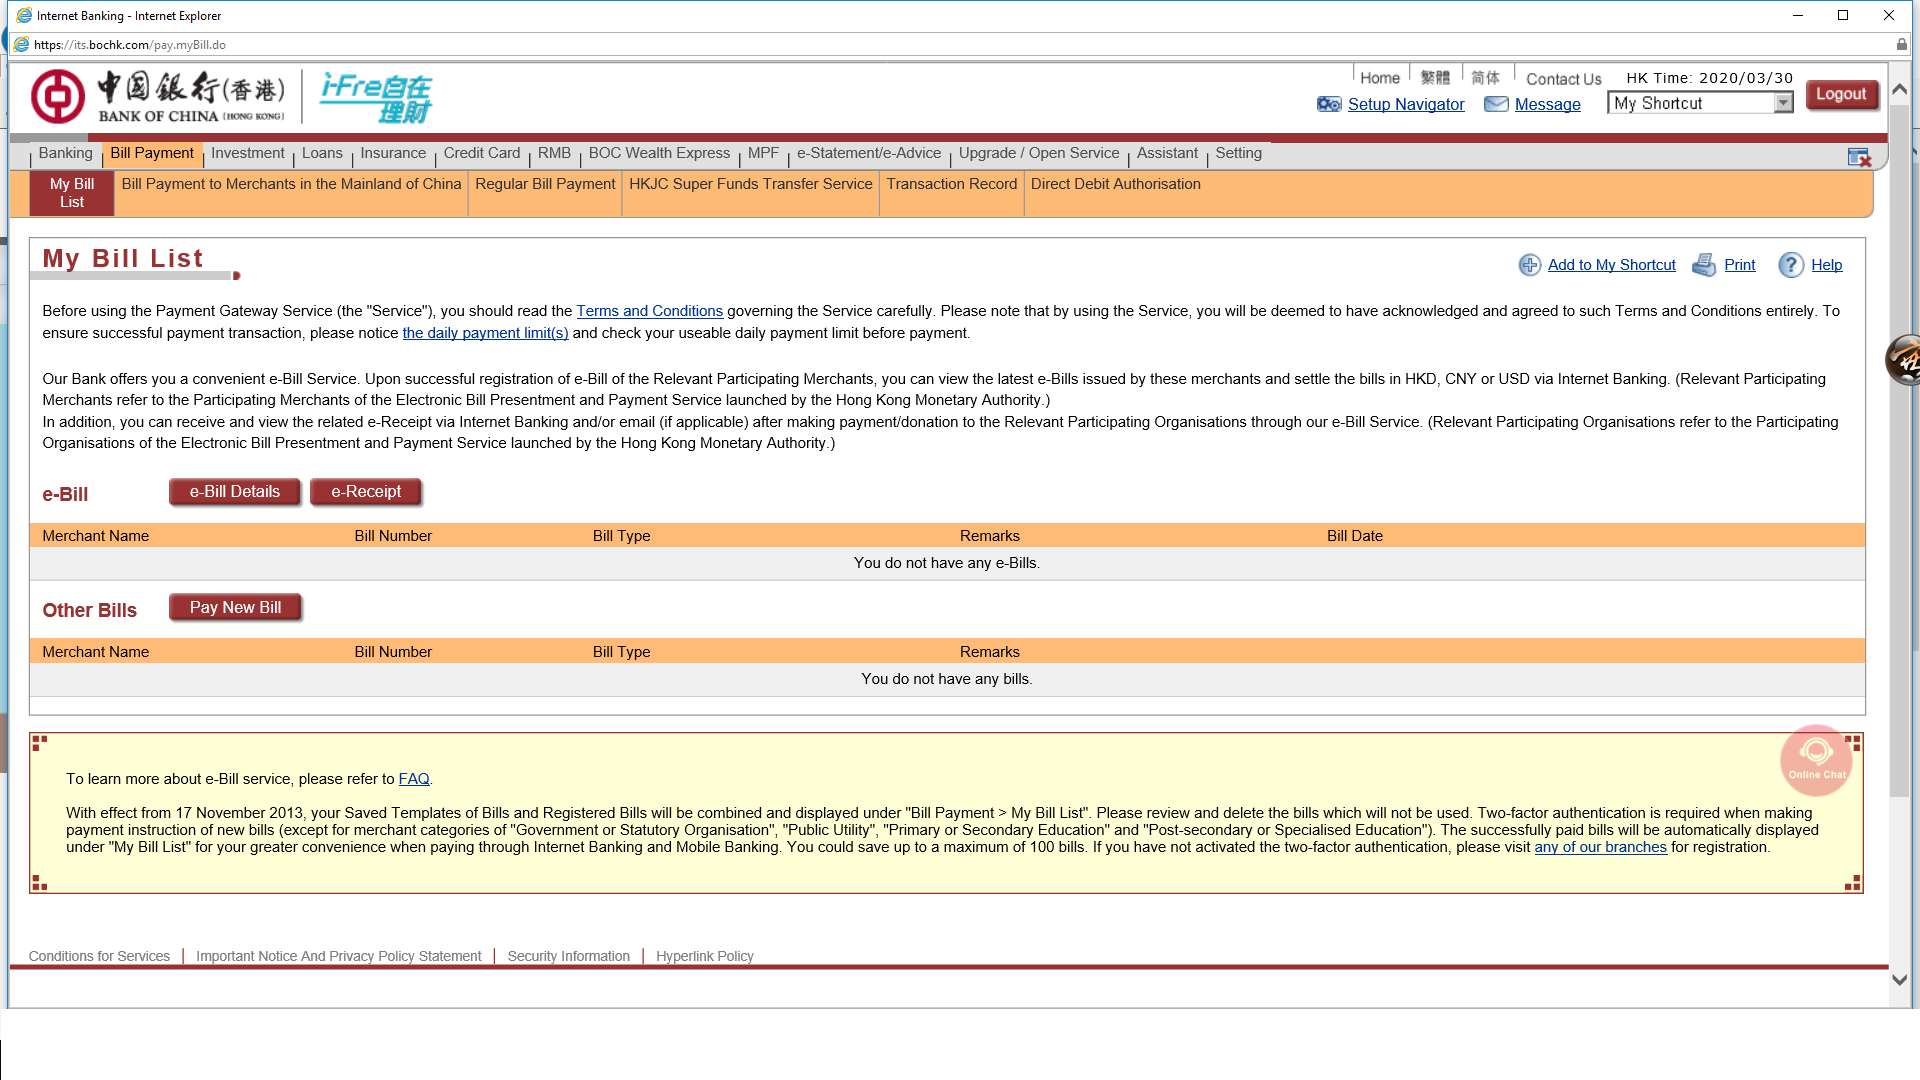 Internet Banking - Internet Explorer
https://its.bochk.com/pay.myBill.do
中国銀行(香港)
BANK OF CHINA (HONG KONG)
i-Free自在
理財
Home 繁體 简体 Contact Us HK Time: 2020/03/30
Setup Navigator Message My Shortcut Logout
Banking Bill Payment Investment Loans Insurance Credit Card RMB BOC Wealth Express MPF e-Statement/e-Advice Upgrade / Open Service Assistant Setting
My Bill List Bill Payment to Merchants in the Mainland of China Regular Bill Payment HKJC Super Funds Transfer Service Transaction Record Direct Debit Authorisation
My Bill List
Add to My Shortcut Print Help
Before using the Payment Gateway Service (the "Service"), you should read the Terms and Conditions governing the Service carefully. Please note that by using the Service, you will be deemed to have acknowledged and agreed to such Terms and Conditions entirely. To
ensure successful payment transaction, please notice the daily payment limit(s) and check your useable daily payment limit before payment.
Our Bank offers you a convenient e-Bill Service. Upon successful registration of e-Bill of the Relevant Participating Merchants, you can view the latest e-Bills issued by these merchants and settle the bills in HKD, CNY or USD via Internet Banking. (Relevant Participating
Merchants refer to the Participating Merchants of the Electronic Bill Presentment and Payment Service launched by the Hong Kong Monetary Authority.)
In addition, you can receive and view the related e-Receipt via Internet Banking and/or email (if applicable) after making payment/donation to the Relevant Participating Organisations through our e-Bill Service. (Relevant Participating Organisations refer to the Participating
Organisations of the Electronic Bill Presentment and Payment Service launched by the Hong Kong Monetary Authority.)
e-Bill e-Bill Details e-Receipt
Merchant Name Bill Number Bill Type Remarks Bill Date
You do not have any e-Bills.
Other Bills Pay New Bill
Merchant Name Bill Number Bill Type Remarks
You do not have any bills.
Online Chat
To learn more about e-Bill service, please refer to FAQ.
With effect from 17 November 2013, your Saved Templates of Bills and Registered Bills will be combined and displayed under "Bill Payment > My Bill List". Please review and delete the bills which will not be used. Two-factor authentication is required when making
payment instruction of new bills (except for merchant categories of "Government or Statutory Organisation", "Public Utility", "Primary or Secondary Education" and "Post-secondary or Specialised Education"). The successfully paid bills will be automatically displayed
under "My Bill List" for your greater convenience when paying through Internet Banking and Mobile Banking. You could save up to a maximum of 100 bills. If you have not activated the two-factor authentication, please visit any of our branches for registration.
Conditions for Services Important Notice And Privacy Policy Statement Security Information Hyperlink Policy